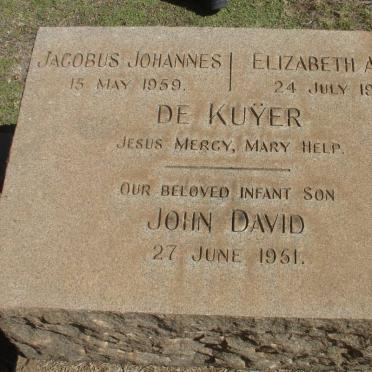 JACOBUS JOHANNES ELIZABETH
15 MAY 1959. 24 JULY
DE KUŸER
JESUS MERCY, MARY HELP.
OUR BELOVED INFANT SON
JOHN DAVID
27 JUNE 1951.